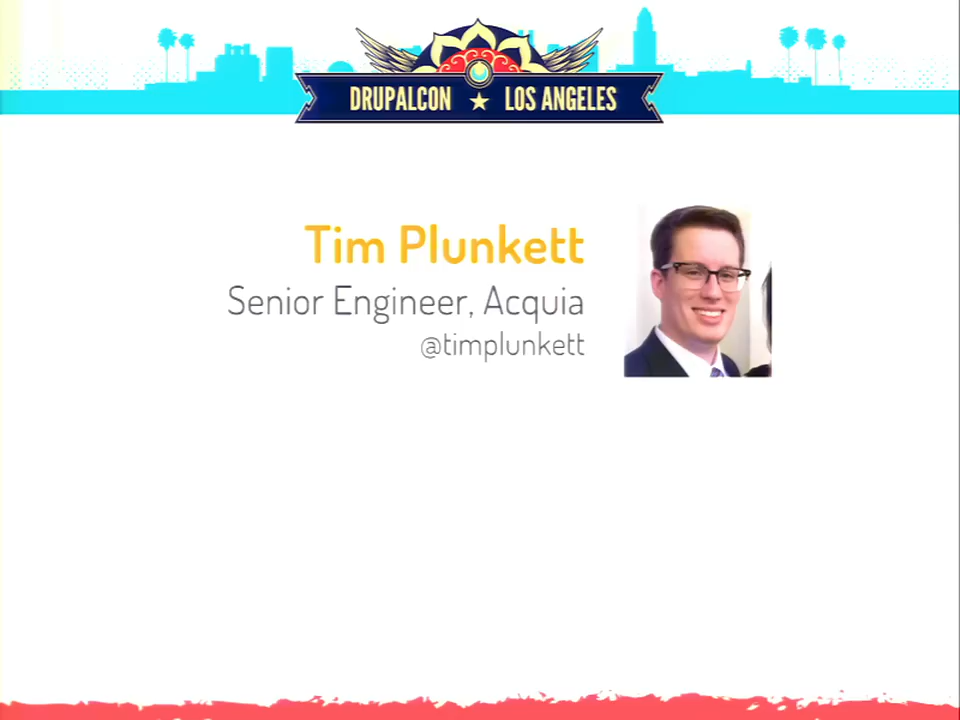 DRUPALCON ★ LOS ANGELES
Tim Plunkett
Senior Engineer, Acquia
@timplunkett